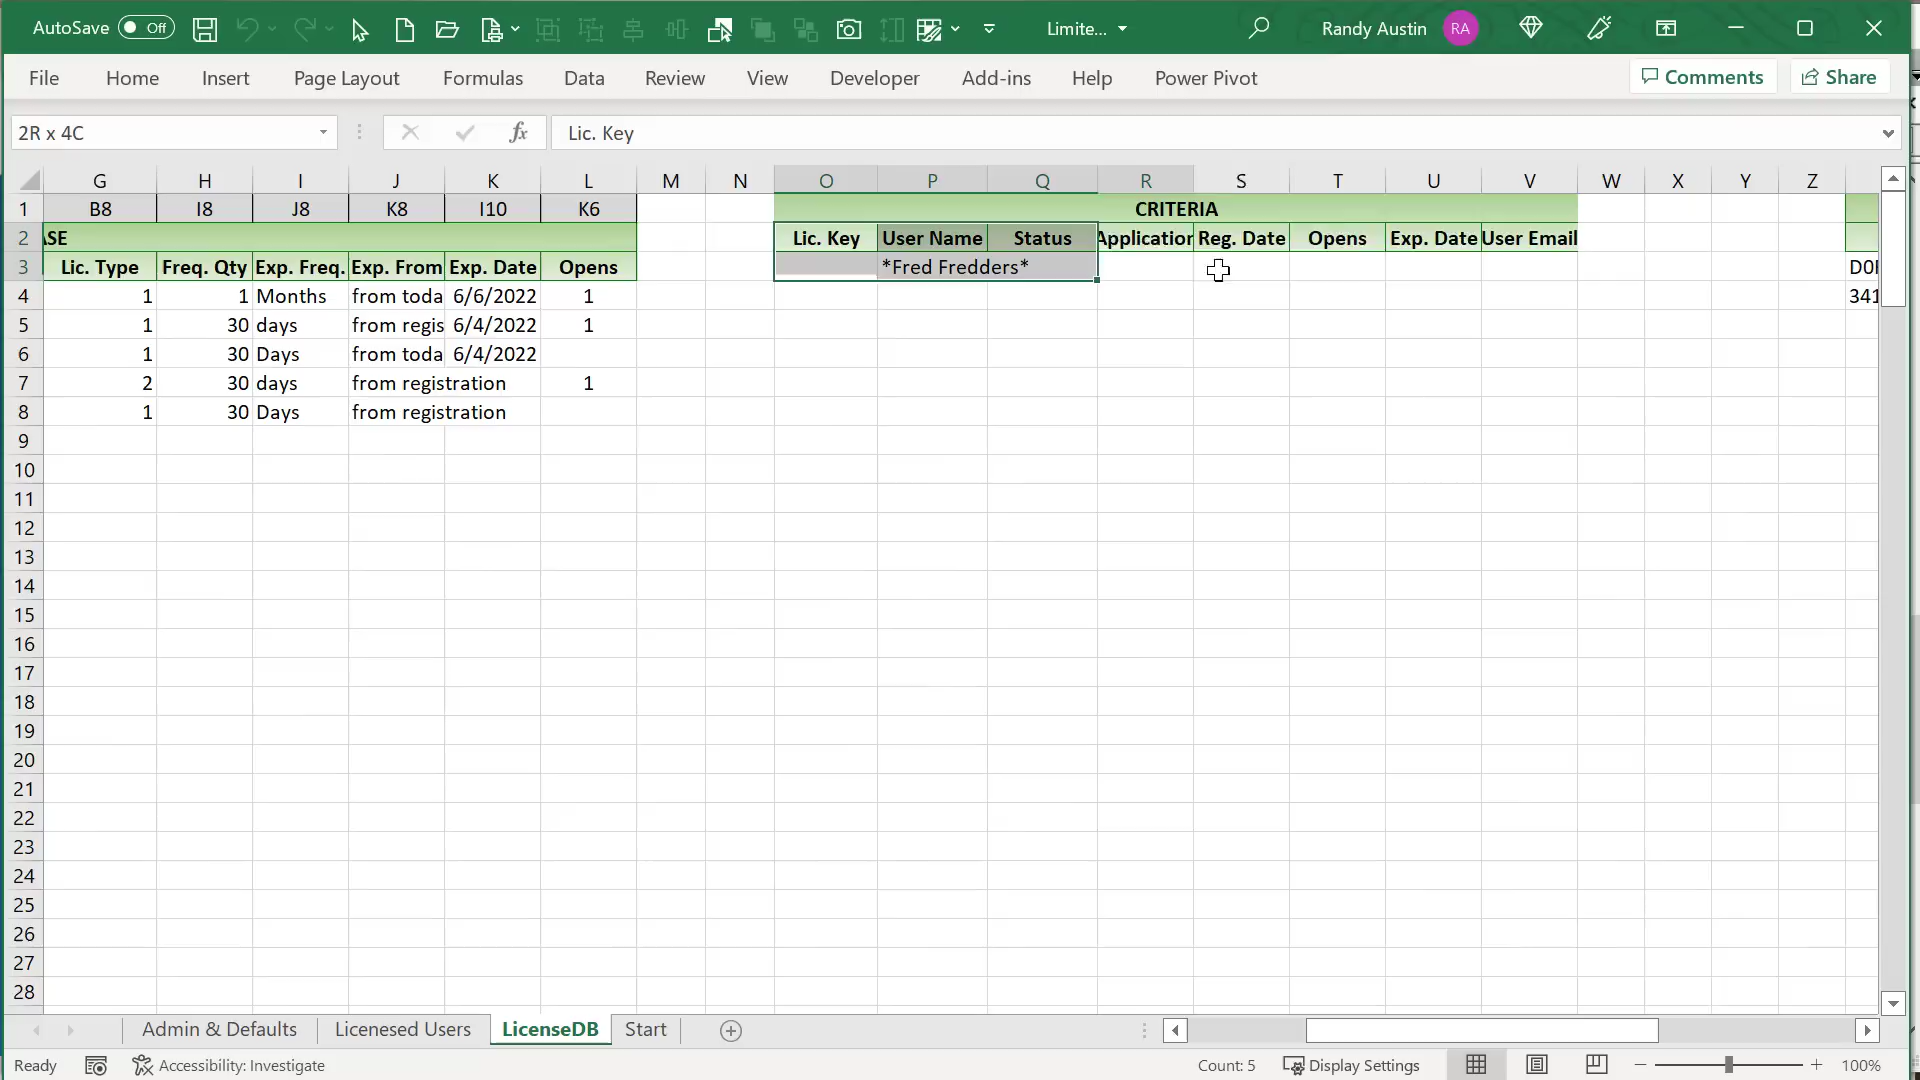 AutoSave Off Limite... Randy Austin RA
File Home Insert Page Layout Formulas Data Review View Developer Add-ins Help Power Pivot Comments Share
2R x 4C fx Lic. Key
G H I J K L M N O P Q R S T U V W X Y Z
1 B8 I8 J8 K8 I10 K6 CRITERIA
2 ASE Lic. Key User Name Status Application Reg. Date Opens Exp. Date User Email
3 Lic. Type Freq. Qty Exp. Freq. Exp. From Exp. Date Opens *Fred Fredders*
4 1 1 Months from toda 6/6/2022 1 341
5 1 30 days from regis 6/4/2022 1
6 1 30 Days from toda 6/4/2022
7 2 30 days from registration 1
8 1 30 Days from registration
9
10
11
12
13
14
15
16
17
18
19
20
21
22
23
24
25
26
27
28
Admin & Defaults Licenesed Users LicenseDB Start
Ready Accessibility: Investigate Count: 5 Display Settings 100%